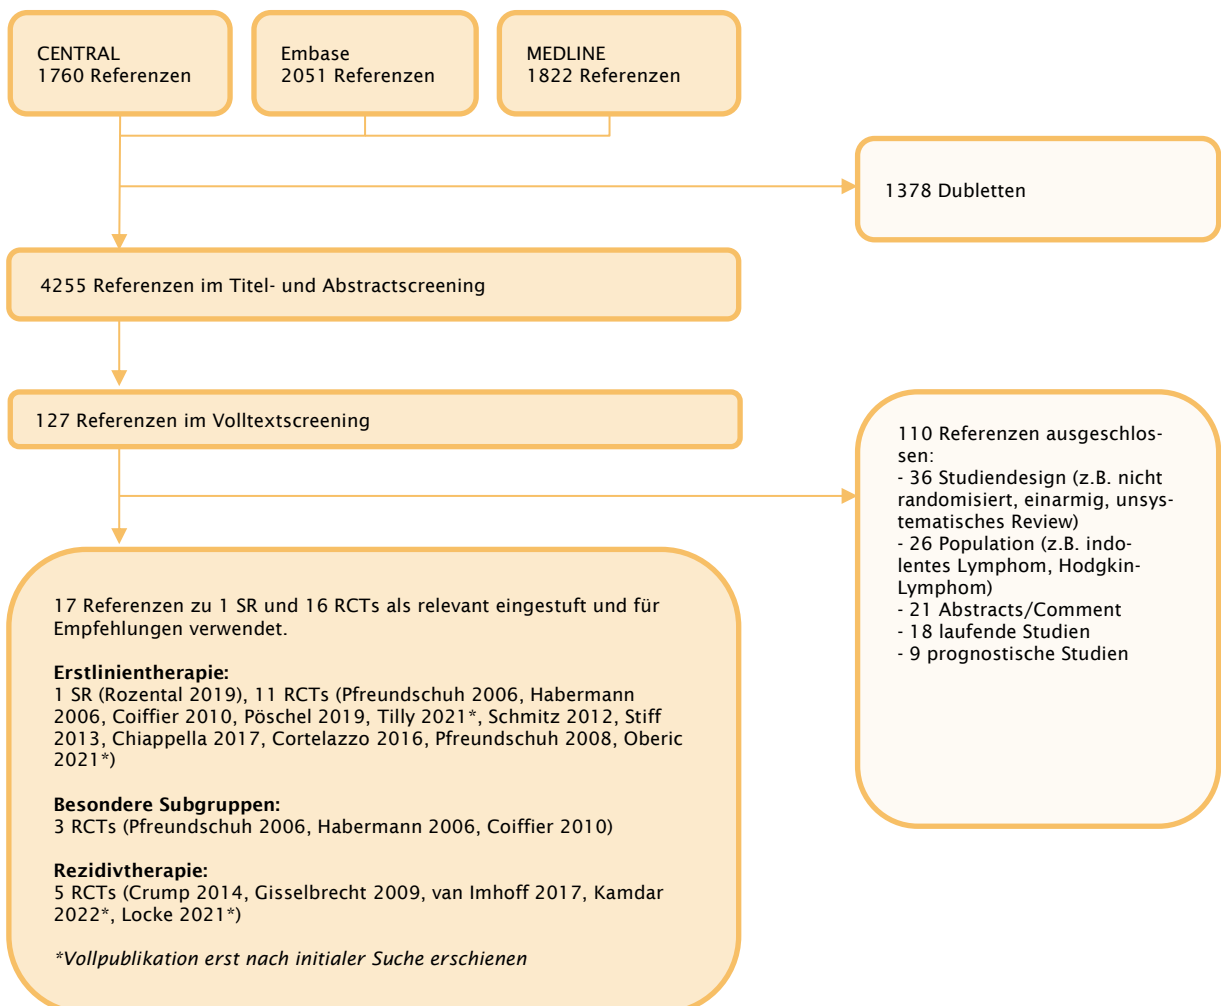 CENTRAL
1760 Referenzen
Embase
2051 Referenzen
MEDLINE
1822 Referenzen
1378 Dubletten
4255 Referenzen im Titel- und Abstractscreening
127 Referenzen im Volltextscreening
110 Referenzen ausgeschlos-
sen:
- 36 Studiendesign (z.B. nicht
randomisiert, einarmig, unsys-
tematisches Review)
- 26 Population (z.B. indo-
lentes Lymphom, Hodgkin-
Lymphom)
- 21 Abstracts/Comment
- 18 laufende Studien
- 9 prognostische Studien
17 Referenzen zu 1 SR und 16 RCTs als relevant eingestuft und für
Empfehlungen verwendet.
Erstlinientherapie:
1 SR (Rozental 2019), 11 RCTs (Pfreundschuh 2006, Habermann
2006, Coiffier 2010, Pöschel 2019, Tilly 2021*, Schmitz 2012, Stiff
2013, Chiappella 2017, Cortelazzo 2016, Pfreundschuh 2008, Oberic
2021*)
Besondere Subgruppen:
3 RCTs (Pfreundschuh 2006, Habermann 2006, Coiffier 2010)
Rezidivtherapie:
5 RCTs (Crump 2014, Gisselbrecht 2009, van Imhoff 2017, Kamdar
2022*, Locke 2021*)
*Vollpublikation erst nach initialer Suche erschienen